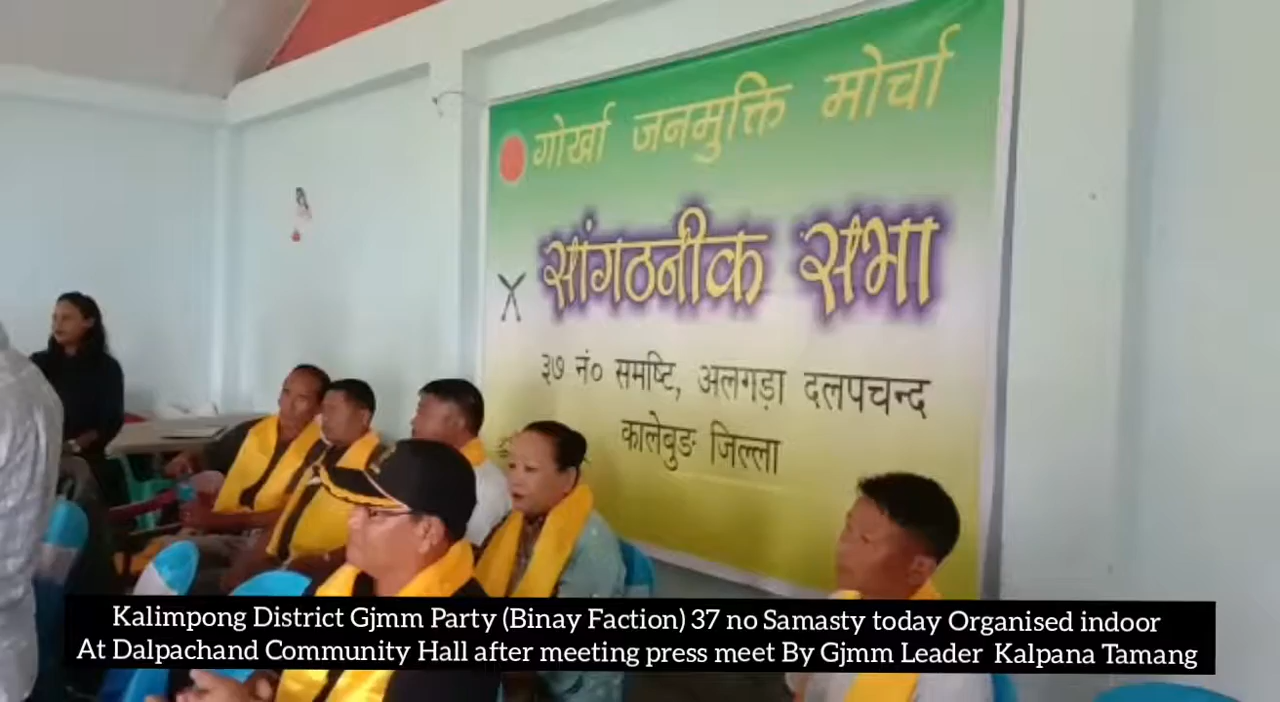 गोर्खा जनमुक्ति मोर्चा
सांगठनीक सभा
३७ नं० समष्टि, अलगड़ा दलपचन्द
कालेबुङ जिल्ला
Kalimpong District Gjmm Party (Binay Faction) 37 no Samasty today Organised indoor
At Dalpachand Community Hall after meeting press meet By Gjmm Leader Kalpana Tamang